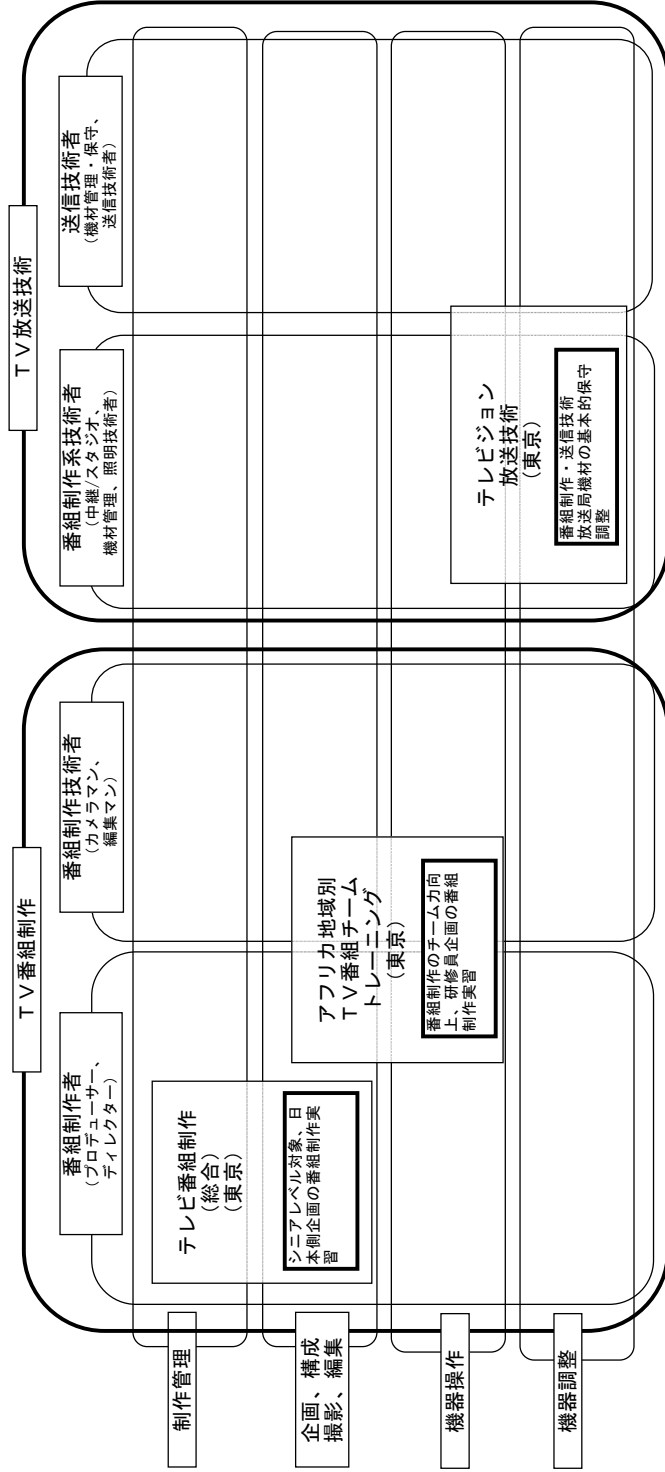 ＴＶ番組制作
ＴＶ放送技術
番組制作者
（プロデューサー、
ディレクター）
番組制作技術者
（カメラマン、
編集マン）
番組制作系技術者
（中継/スタジオ、
機材管理、照明技術者）
送信技術者
（機材管理・保守、
送信技術者）
制作管理
企画、構成
撮影、編集
機器操作
機器調整
テレビ番組制作
（総合）
（東京）
シニアレベル対象、日
本側企画の番組制作実
習
アフリカ地域別
ＴＶ番組チーム
トレーニング
（東京）
番組制作のチーム力向
上、研修員企画の番組
制作実習
テレビジョン
放送技術
（東京）
番組制作・送信技術
放送局機材の基本的保守
調整